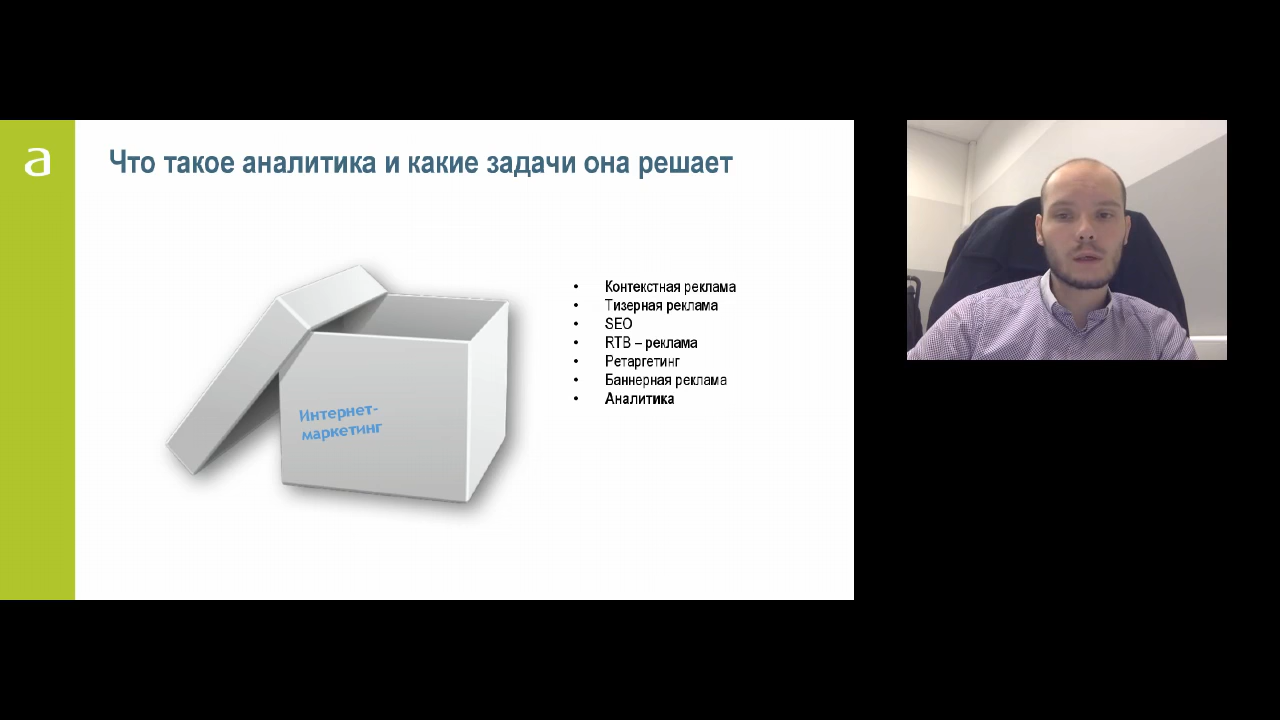 a
Что такое аналитика и какие задачи она решает
Интернет-
маркетинг
• Контекстная реклама
• Тизерная реклама
• SEO
• RTB – реклама
• Ретаргетинг
• Баннерная реклама
• Аналитика